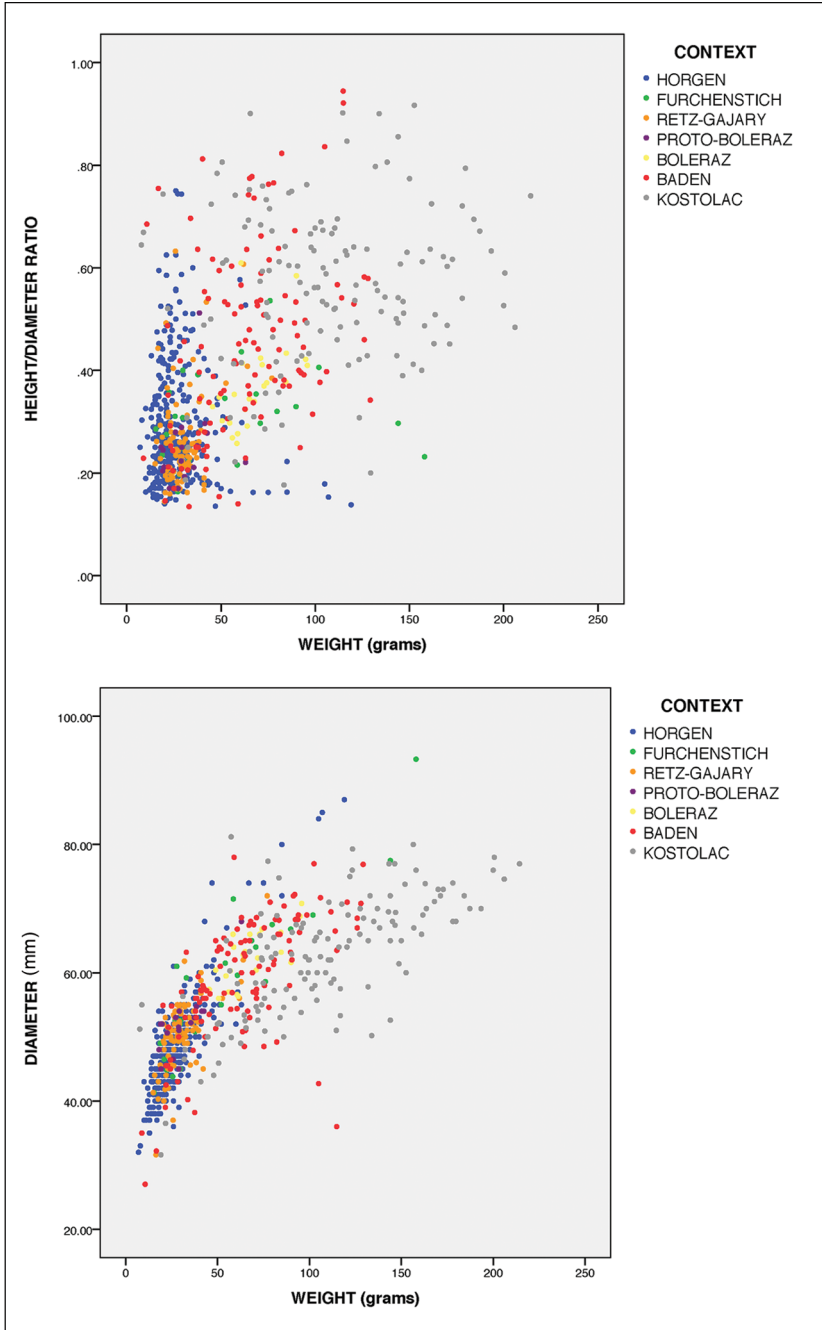 CONTEXT
HORGEN
FURCHENSTICH
RETZ-GAJARY
PROTO-BOLERAZ
BOLERAZ
BADEN
KOSTOLAC
HEIGHT/DIAMETER RATIO
1.00
.80
.60
.40
.20
.00
0 50 100 150 200 250
WEIGHT (grams)
CONTEXT
HORGEN
FURCHENSTICH
RETZ-GAJARY
PROTO-BOLERAZ
BOLERAZ
BADEN
KOSTOLAC
DIAMETER (mm)
100.00
80.00
60.00
40.00
20.00
0 50 100 150 200 250
WEIGHT (grams)